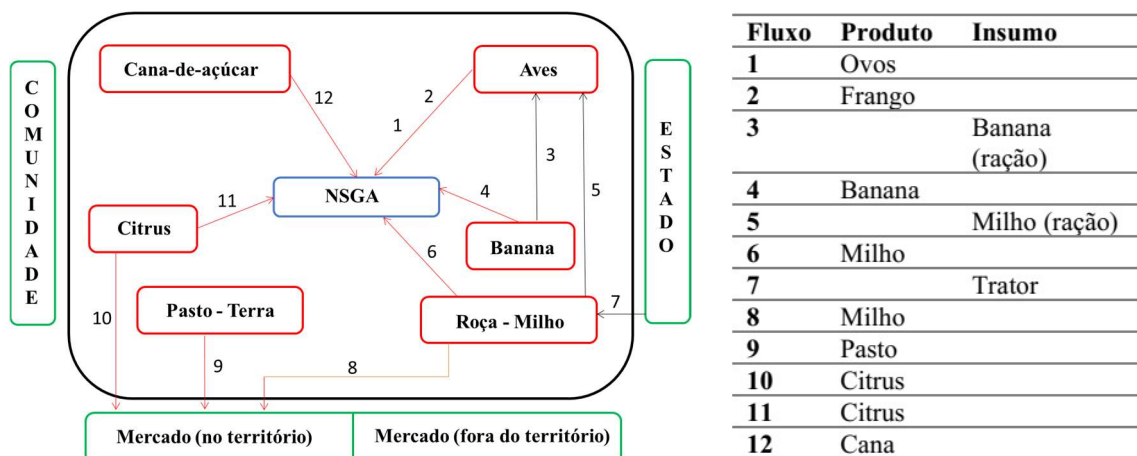 COMUNIDADE
Cana-de-açúcar
Aves
12
2
1
3
NSGA
4
5
11
Citrus
Banana
6
Pasto - Terra
Roça - Milho
7
10
9
8
ESTADO
Mercado (no território)
Mercado (fora do território)
Fluxo Produto Insumo
1 Ovos
2 Frango
3 Banana
(ração)
4 Banana
5 Milho (ração)
6 Milho
7 Trator
8 Milho
9 Pasto
10 Citrus
11 Citrus
12 Cana